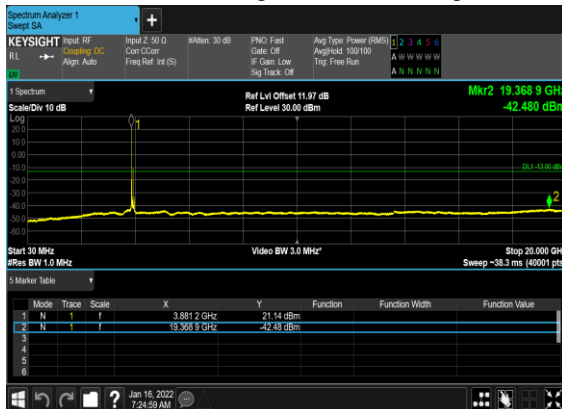 Spectrum Analyzer 1
Swept SA
KEYSIGHT Input: RF Input Z: 50 Ω #Atten: 30 dB PNO: Fast Avg Type: Power (RMS) 1 2 3 4 5 6
RL Coupling: DC Corr CCorr Gate: Off Avg|Hold: 100/100 A W W W W W
Align: Auto Freq Ref: Int (S) IF Gain: Low Trig: Free Run
Sig Track: Off A N N N N N
1 Spectrum Ref Lvl Offset 11.97 dB Mkr2 19.368 9 GHz
Scale/Div 10 dB Ref Level 30.00 dBm -42.480 dBm
Log
20.0
10.0
0.00
-10.0
-20.0
-30.0
-40.0
-50.0
-60.0
1
DL1 -13.00 dBm
2
Start 30 MHz Video BW 3.0 MHz* Stop 20.000 GHz
#Res BW 1.0 MHz Sweep ~38.3 ms (40001 pts)
5 Marker Table
Mode Trace Scale X Y Function Function Width Function Value
1 N 1 f 3.881 2 GHz 21.14 dBm
2 N 1 f 19.368 9 GHz -42.48 dBm
3
4
5
6
? Jan 16, 2022
7:24:59 AM